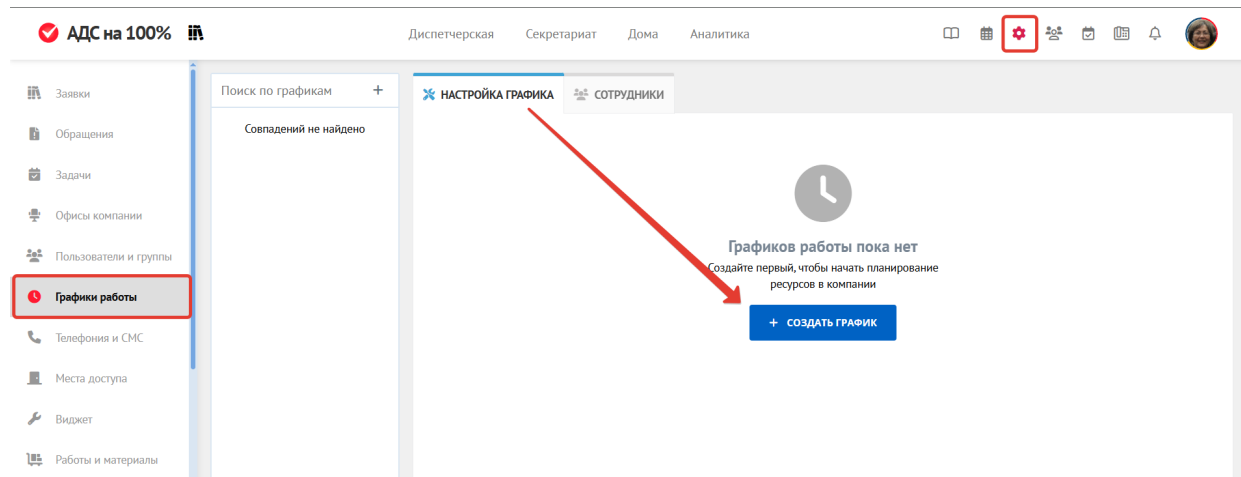 АДС на 100%
Диспетчерская Секретариат Дома Аналитика
Заявки
Обращения
Задачи
Офисы компании
Пользователи и группы
Графики работы
Телефония и СМС
Места доступа
Виджет
Работы и материалы
Поиск по графикам +
Совпадений не найдено
НАСТРОЙКА ГРАФИКА СОТРУДНИКИ
Графиков работы пока нет
Создайте первый, чтобы начать планирование
ресурсов в компании
+ СОЗДАТЬ ГРАФИК